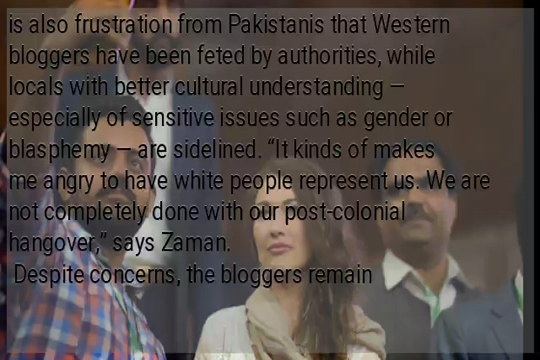 is also frustration from Pakistanis that Western
bloggers have been feted by authorities, while
locals with better cultural understanding —
especially of sensitive issues such as gender or
blasphemy — are sidelined. “It kinds of makes
me angry to have white people represent us. We are
not completely done with our post-colonial
hangover,” says Zaman.
Despite concerns, the bloggers remain